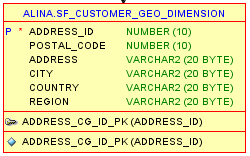 ALINA.SF_CUSTOMER_GEO_DIMENSION
P * ADDRESS_ID NUMBER (10)
POSTAL_CODE NUMBER (10)
ADDRESS VARCHAR2 (20 BYTE)
CITY VARCHAR2 (20 BYTE)
COUNTRY VARCHAR2 (20 BYTE)
REGION VARCHAR2 (20 BYTE)
ADDRESS_CG_ID_PK (ADDRESS_ID)
ADDRESS_CG_ID_PK (ADDRESS_ID)